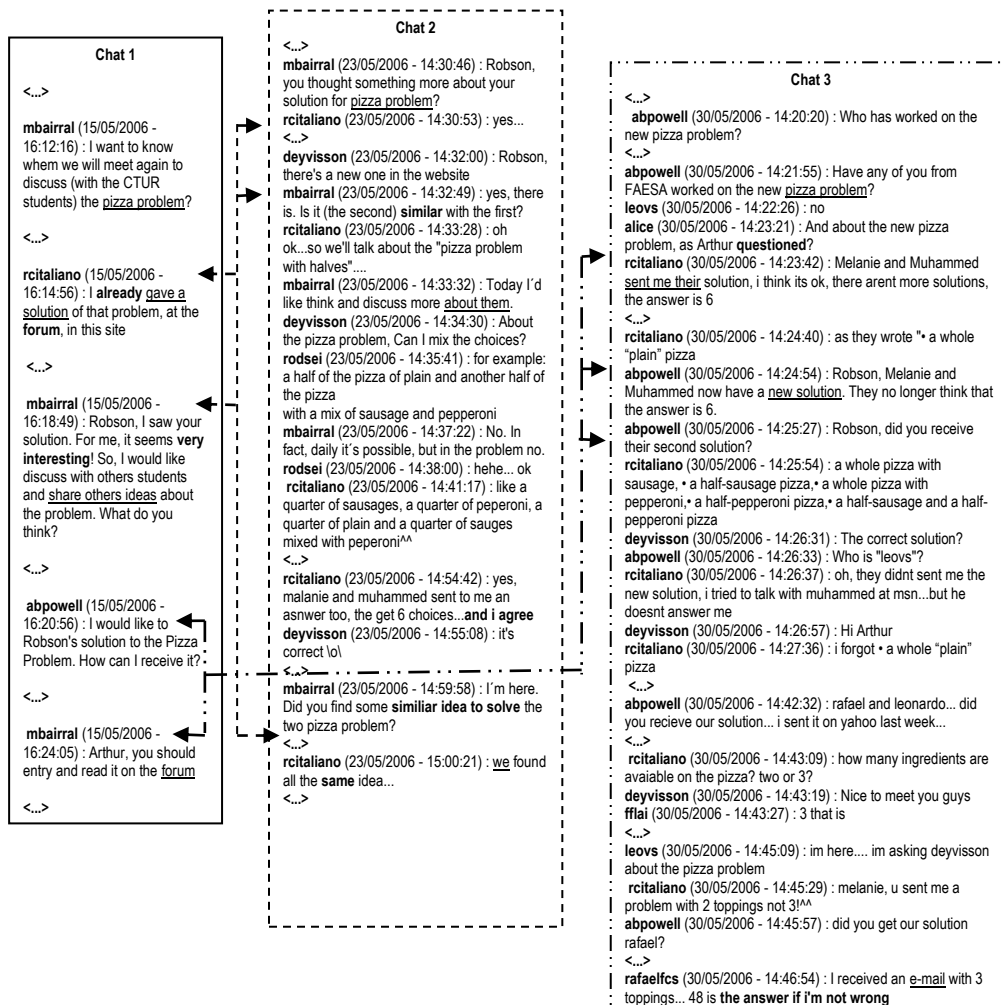 Chat 1
<...>
mbairral (15/05/2006 -
16:12:16) : I want to know
whem we will meet again to
discuss (with the CTUR
students) the pizza problem?
<...>
rcitaliano (15/05/2006 -
16:14:56) : I already gave a
solution of that problem, at the
forum, in this site
<...>
mbairral (15/05/2006 -
16:18:49) : Robson, I saw your
solution. For me, it seems very
interesting! So, I would like
discuss with others students
and share others ideas about
the problem. What do you
think?
<...>
abpowell (15/05/2006 -
16:20:56) : I would like to
Robson's solution to the Pizza
Problem. How can I receive it?
<...>
mbairral (15/05/2006 -
16:24:05) : Arthur, you should
entry and read it on the forum
<...>
Chat 2
<...>
mbairral (23/05/2006 - 14:30:46) : Robson,
you thought something more about your
solution for pizza problem?
rcitaliano (23/05/2006 - 14:30:53) : yes...
<...>
deyvisson (23/05/2006 - 14:32:00) : Robson,
there's a new one in the website
mbairral (23/05/2006 - 14:32:49) : yes, there
is. Is it (the second) similar with the first?
rcitaliano (23/05/2006 - 14:33:28) : oh
ok...so we'll talk about the "pizza problem
with halves"....
mbairral (23/05/2006 - 14:33:32) : Today I´d
like think and discuss more about them.
deyvisson (23/05/2006 - 14:34:30) : About
the pizza problem, Can I mix the choices?
rodsei (23/05/2006 - 14:35:41) : for example:
a half of the pizza of plain and another half of
the pizza
with a mix of sausage and pepperoni
mbairral (23/05/2006 - 14:37:22) : No. In
fact, daily it´s possible, but in the problem no.
rodsei (23/05/2006 - 14:38:00) : hehe... ok
rcitaliano (23/05/2006 - 14:41:17) : like a
quarter of sausages, a quarter of peperoni, a
quarter of plain and a quarter of sauges
mixed with peperoni^^
<...>
rcitaliano (23/05/2006 - 14:54:42) : yes,
malanie and muhammed sent to me an
asnwer too, the get 6 choices...and i agree
deyvisson (23/05/2006 - 14:55:08) : it's
correct \o\
<...>
mbairral (23/05/2006 - 14:59:58) : I´m here.
Did you find some similiar idea to solve the
two pizza problem?
<...>
rcitaliano (23/05/2006 - 15:00:21) : we found
all the same idea...
<...>
Chat 3
<...>
abpowell (30/05/2006 - 14:20:20) : Who has worked on the
new pizza problem?
<...>
abpowell (30/05/2006 - 14:21:55) : Have any of you from
FAESA worked on the new pizza problem?
leovs (30/05/2006 - 14:22:26) : no
alice (30/05/2006 - 14:23:21) : And about the new pizza
problem, as Arthur questioned?
rcitaliano (30/05/2006 - 14:23:42) : Melanie and Muhammed
sent me their solution, i think its ok, there arent more solutions,
the answer is 6
<...>
rcitaliano (30/05/2006 - 14:24:40) : as they wrote "• a whole
“plain” pizza
abpowell (30/05/2006 - 14:24:54) : Robson, Melanie and
Muhammed now have a new solution. They no longer think that
the answer is 6.
abpowell (30/05/2006 - 14:25:27) : Robson, did you receive
their second solution?
rcitaliano (30/05/2006 - 14:25:54) : a whole pizza with
sausage, • a half-sausage pizza,• a whole pizza with
pepperoni,• a half-pepperoni pizza,• a half-sausage and a half-
pepperoni pizza
deyvisson (30/05/2006 - 14:26:31) : The correct solution?
abpowell (30/05/2006 - 14:26:33) : Who is "leovs"?
rcitaliano (30/05/2006 - 14:26:37) : oh, they didnt sent me the
new solution, i tried to talk with muhammed at msn...but he
doesnt answer me
deyvisson (30/05/2006 - 14:26:57) : Hi Arthur
rcitaliano (30/05/2006 - 14:27:36) : i forgot • a whole “plain”
pizza
<...>
abpowell (30/05/2006 - 14:42:32) : rafael and leonardo... did
you recieve our solution... i sent it on yahoo last week...
<...>
rcitaliano (30/05/2006 - 14:43:09) : how many ingredients are
avaiable on the pizza? two or 3?
deyvisson (30/05/2006 - 14:43:19) : Nice to meet you guys
fflai (30/05/2006 - 14:43:27) : 3 that is
<...>
leovs (30/05/2006 - 14:45:09) : im here.... im asking deyvisson
about the pizza problem
rcitaliano (30/05/2006 - 14:45:29) : melanie, u sent me a
problem with 2 toppings not 3!^^
abpowell (30/05/2006 - 14:45:57) : did you get our solution
rafael?
<...>
rafaelfcs (30/05/2006 - 14:46:54) : I received an e-mail with 3
toppings... 48 is the answer if i'm not wrong